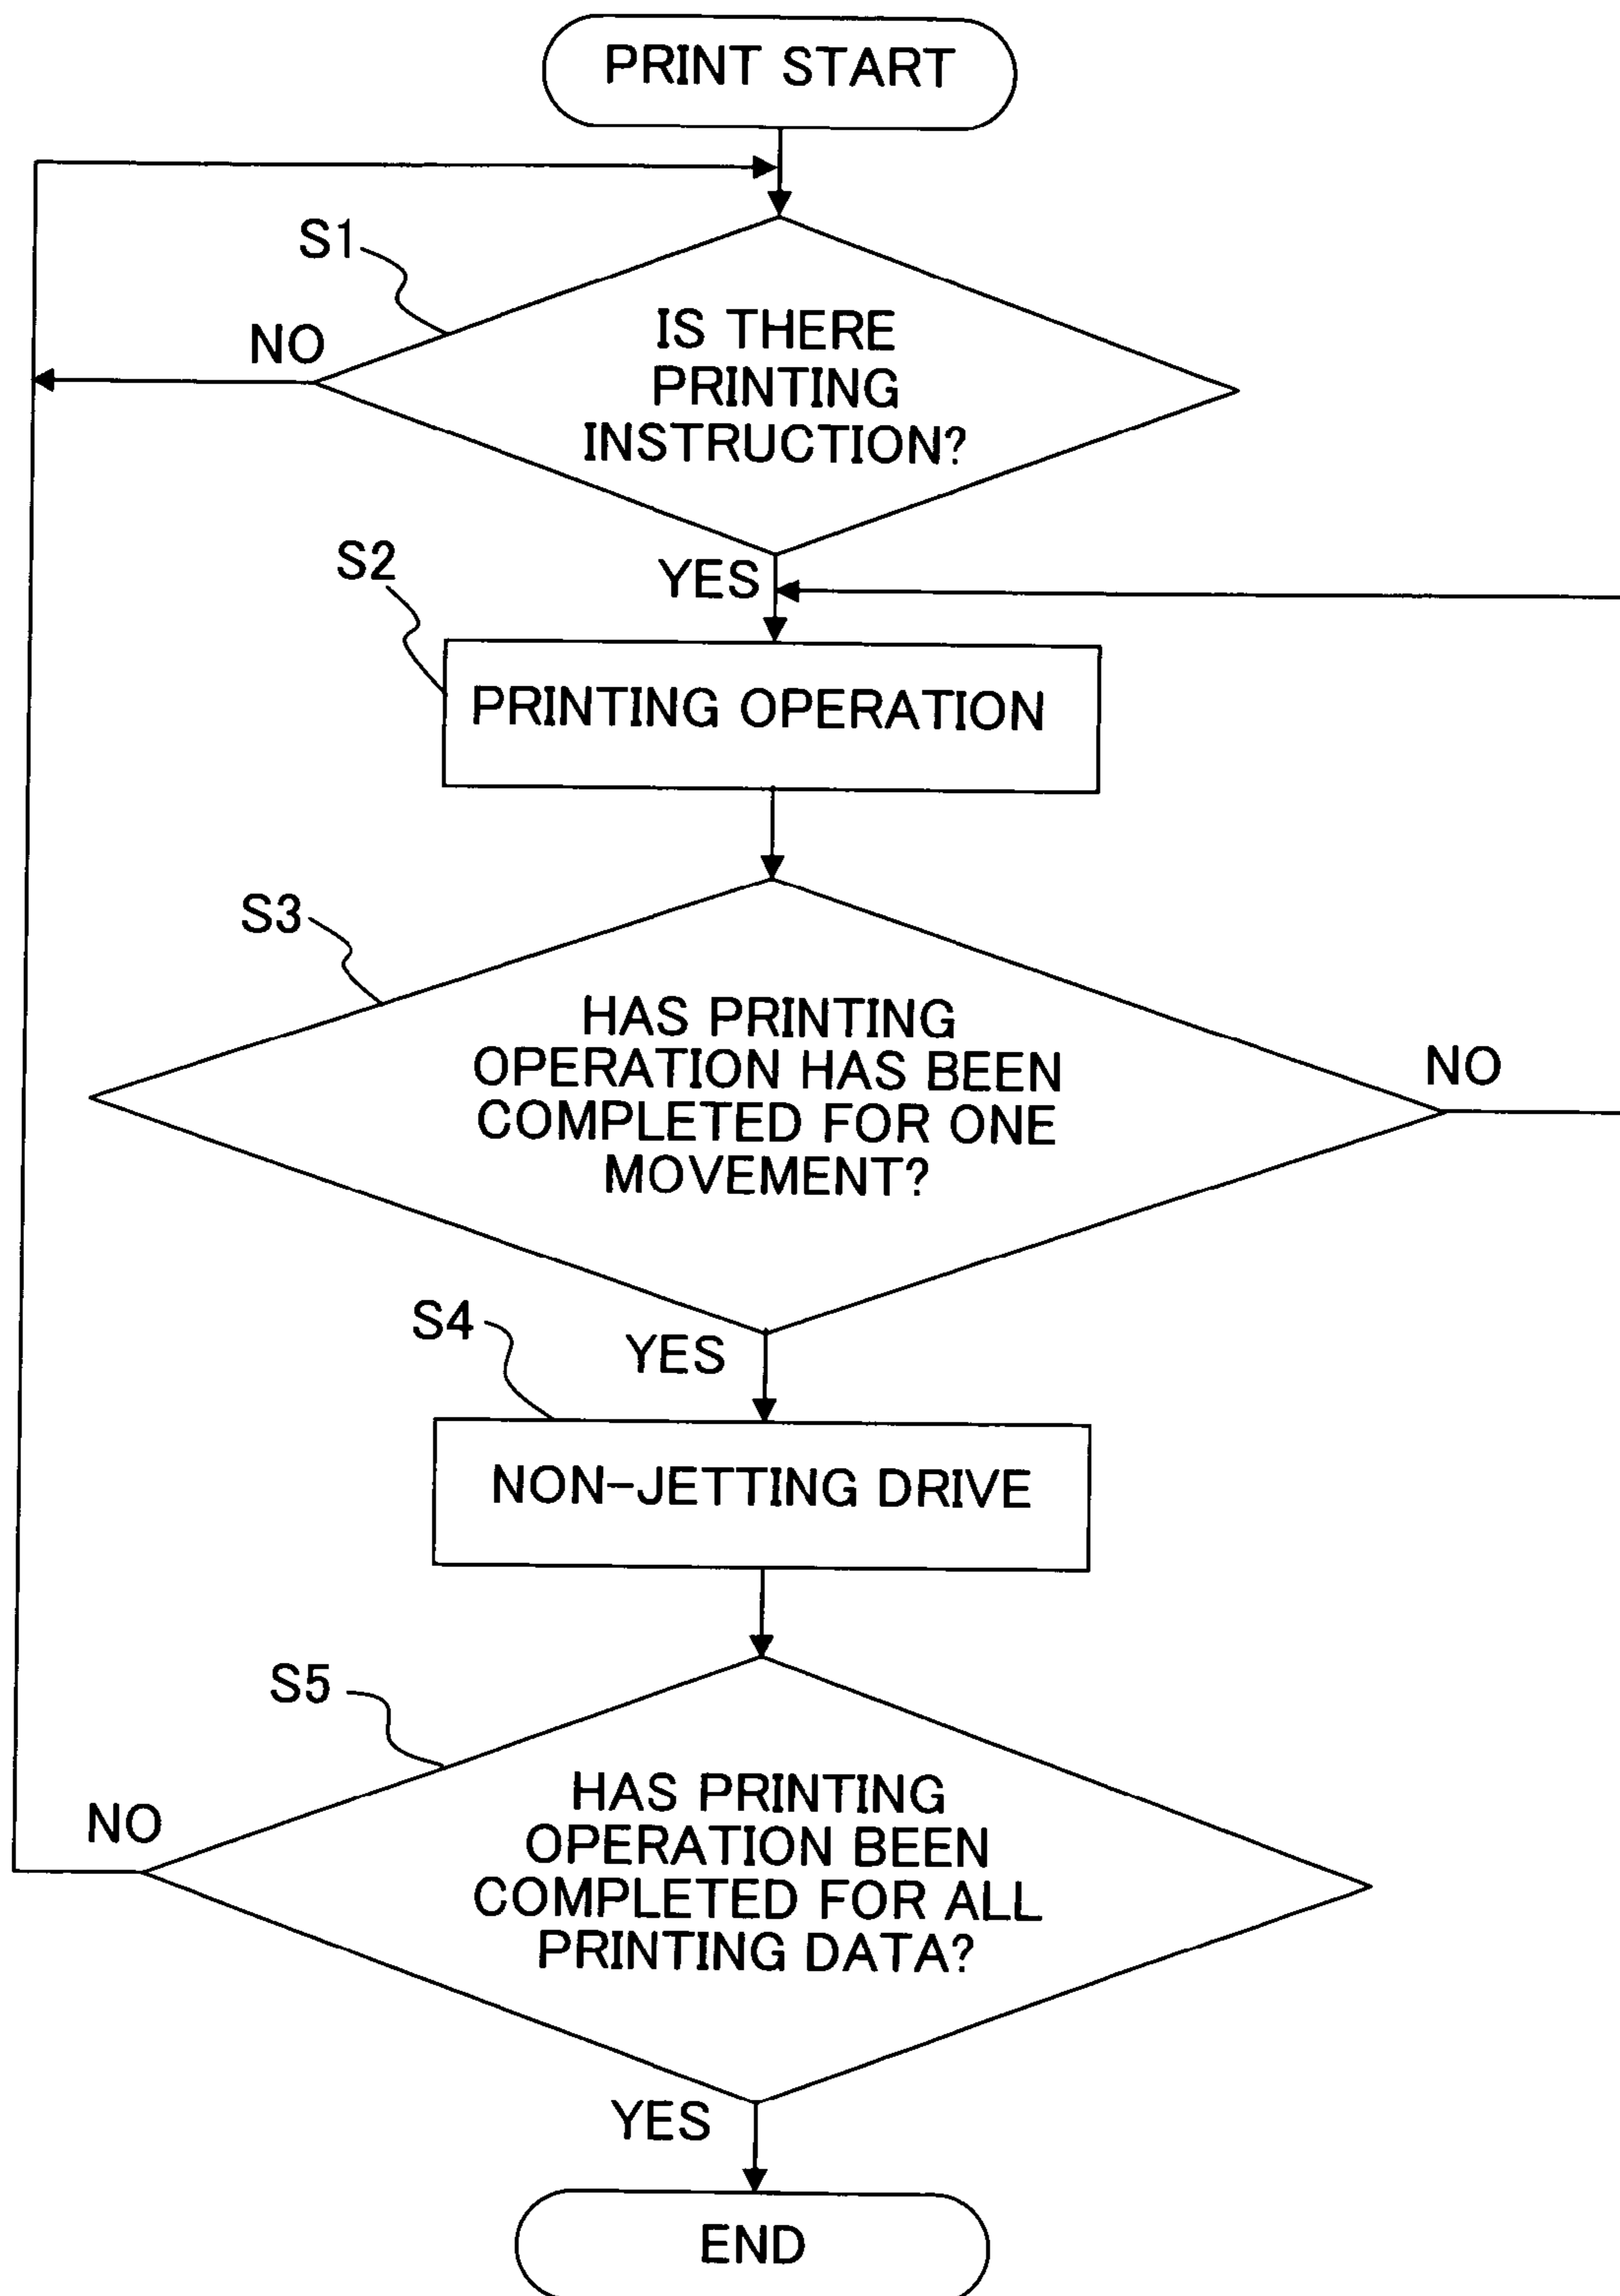 PRINT START
S1
NO
IS THERE
PRINTING
INSTRUCTION?
YES
S2
PRINTING OPERATION
S3
HAS PRINTING
OPERATION HAS BEEN
COMPLETED FOR ONE
MOVEMENT?
NO
YES
S4
NON-JETTING DRIVE
S5
HAS PRINTING
OPERATION BEEN
COMPLETED FOR ALL
PRINTING DATA?
NO
YES
END